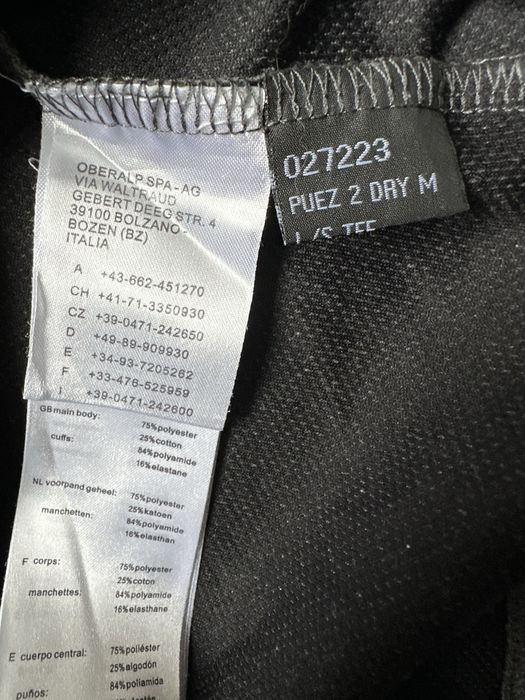 OBERALP SPA - AG
VIA WALTRAUD
GEBERT DEEG STR. 4
39100 BOLZANO -
BOZEN (BZ)
ITALIA
A +43-662-451270
CH +41-71-3350930
CZ +39-0471-242650
D +49-89-909930
E +34-93-7205262
F +33-476-525959
I +39-0471-242600
GB main body: 75%polyester
25%cotton
cuffs: 84%polyamide
16%elastane
NL voorpand geheel: 75%polyester
25%katoen
manchetten: 84%polyamide
16%elasthan
F corps: 75%polyester
25%coton
manchettes: 84%polyamide
16%elasthane
E cuerpo central: 75%poliéster
25%algodón
puños: 84%poliamida
16%elastano
027223
PUEZ 2 DRY M
L/S TEE